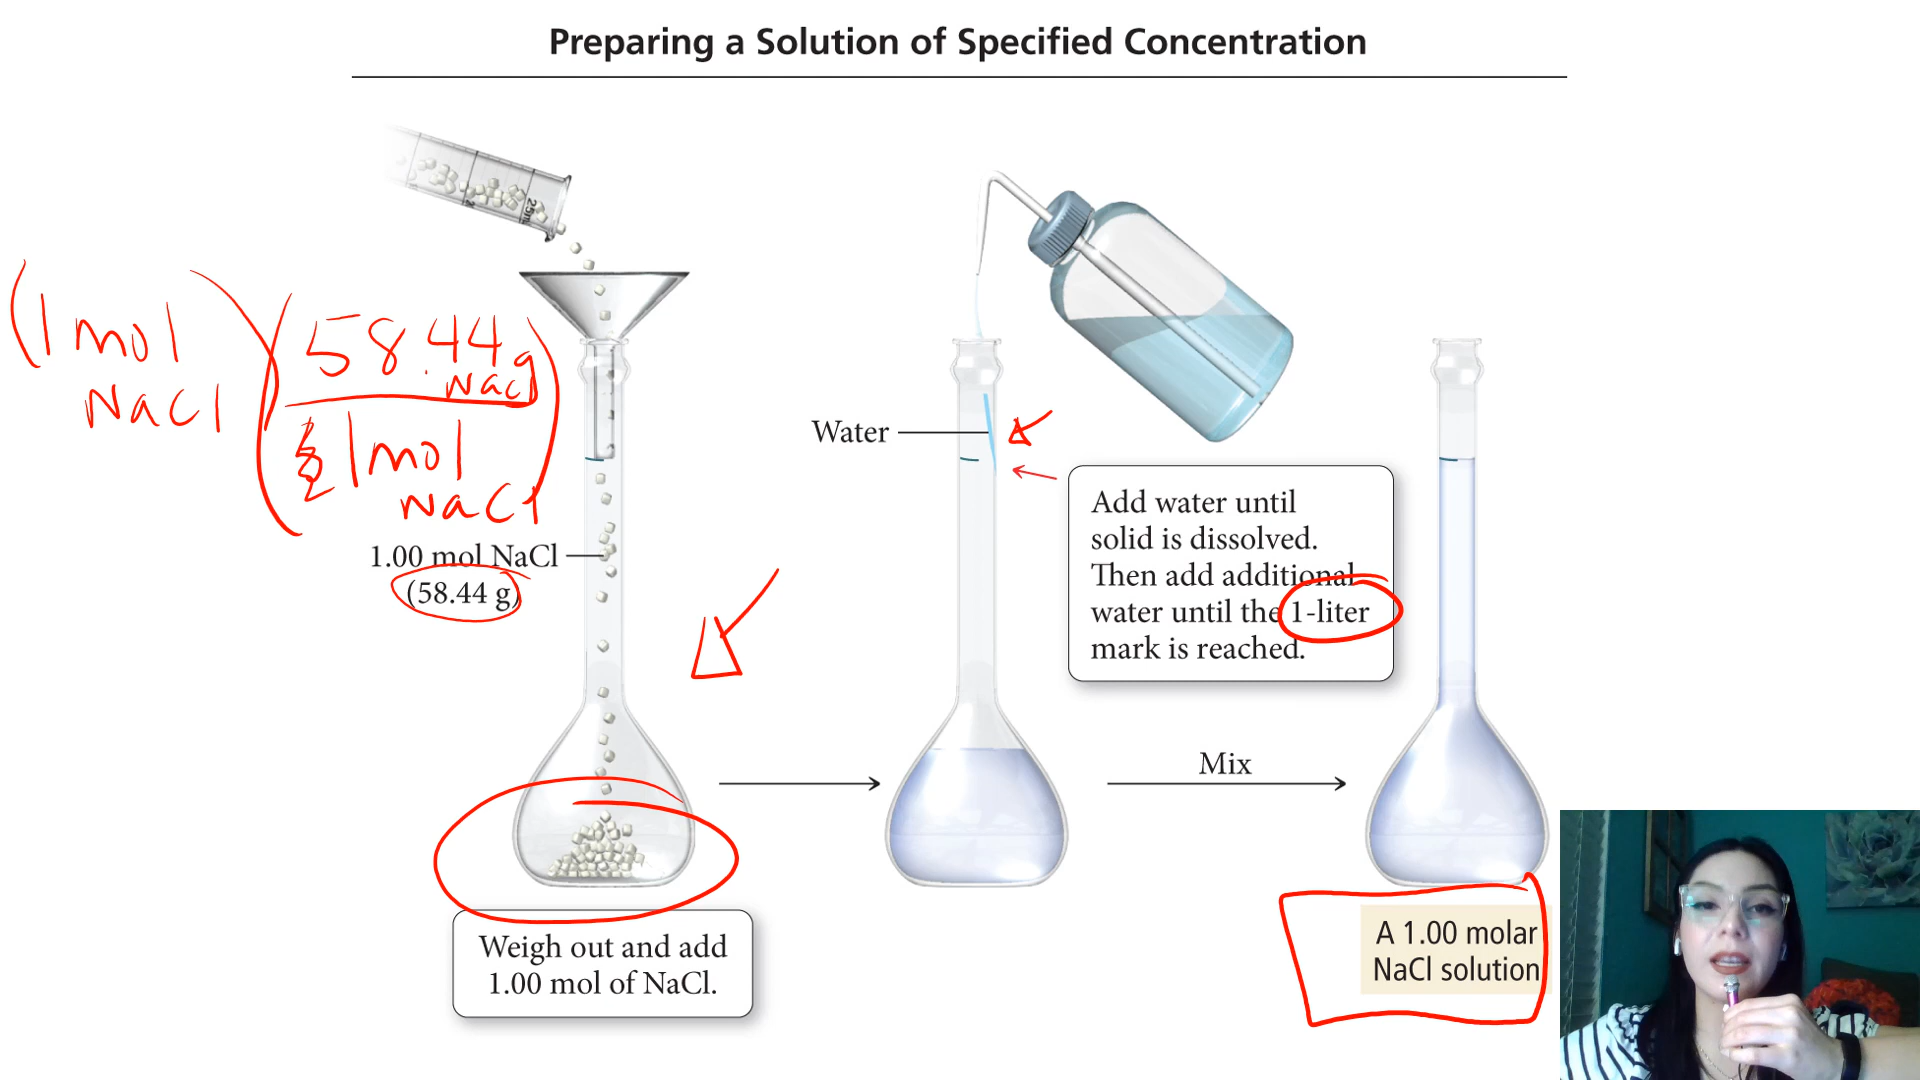 Preparing a Solution of Specified Concentration
25
(1 mol
NaCl)
(58.44 g
NaCl
1 mol
NaCl)
1.00 mol NaCl
(58.44 g)
Weigh out and add
1.00 mol of NaCl.
Water
Add water until
solid is dissolved.
Then add additional
water until the 1-liter
mark is reached.
Mix
A 1.00 molar
NaCl solution